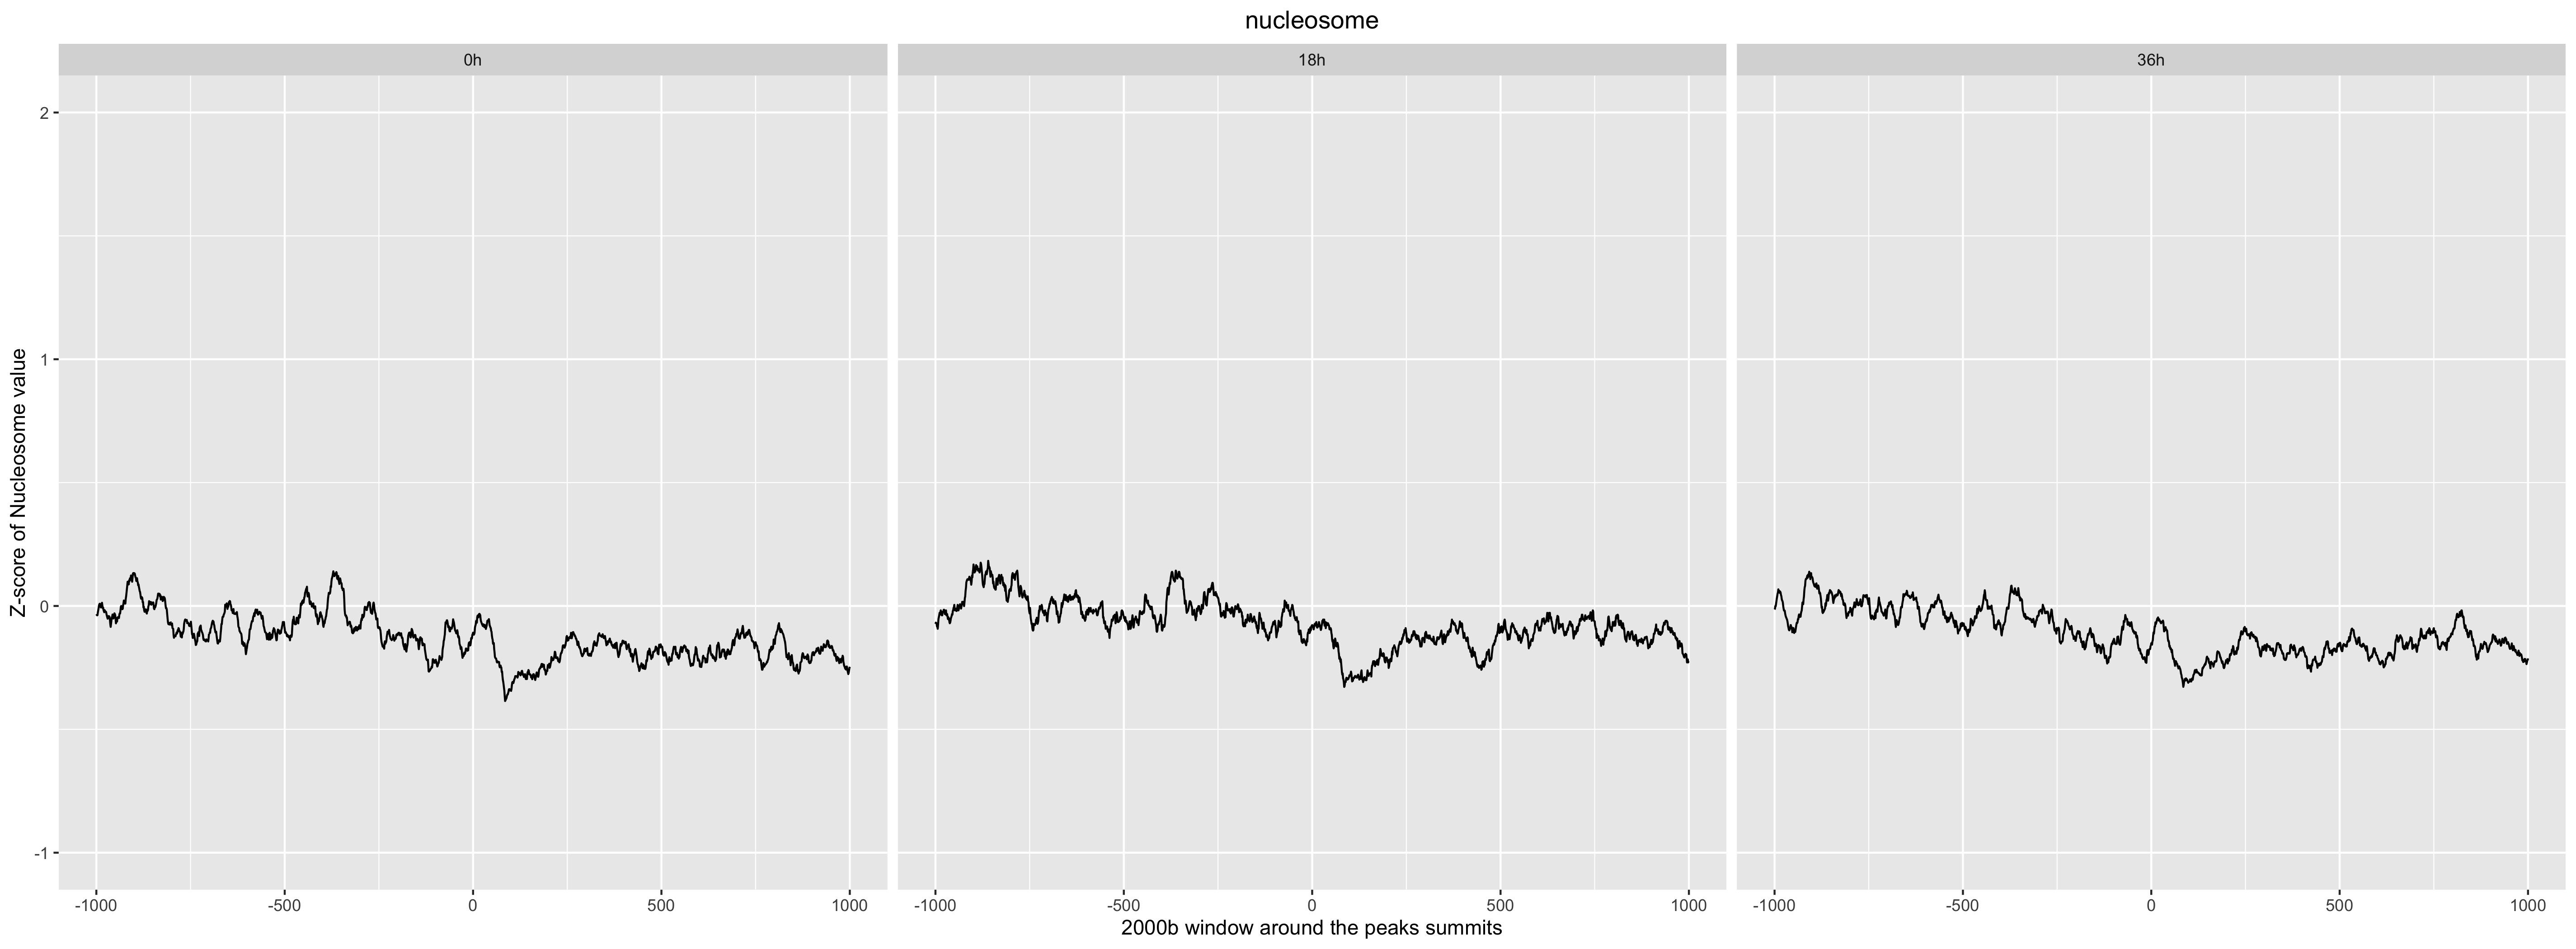 nucleosome
0h 18h 36h
Z-score of Nucleosome value
2
1
0
-1
-1000 -500 0 500 1000 -1000 -500 0 500 1000 -1000 -500 0 500 1000
2000b window around the peaks summits